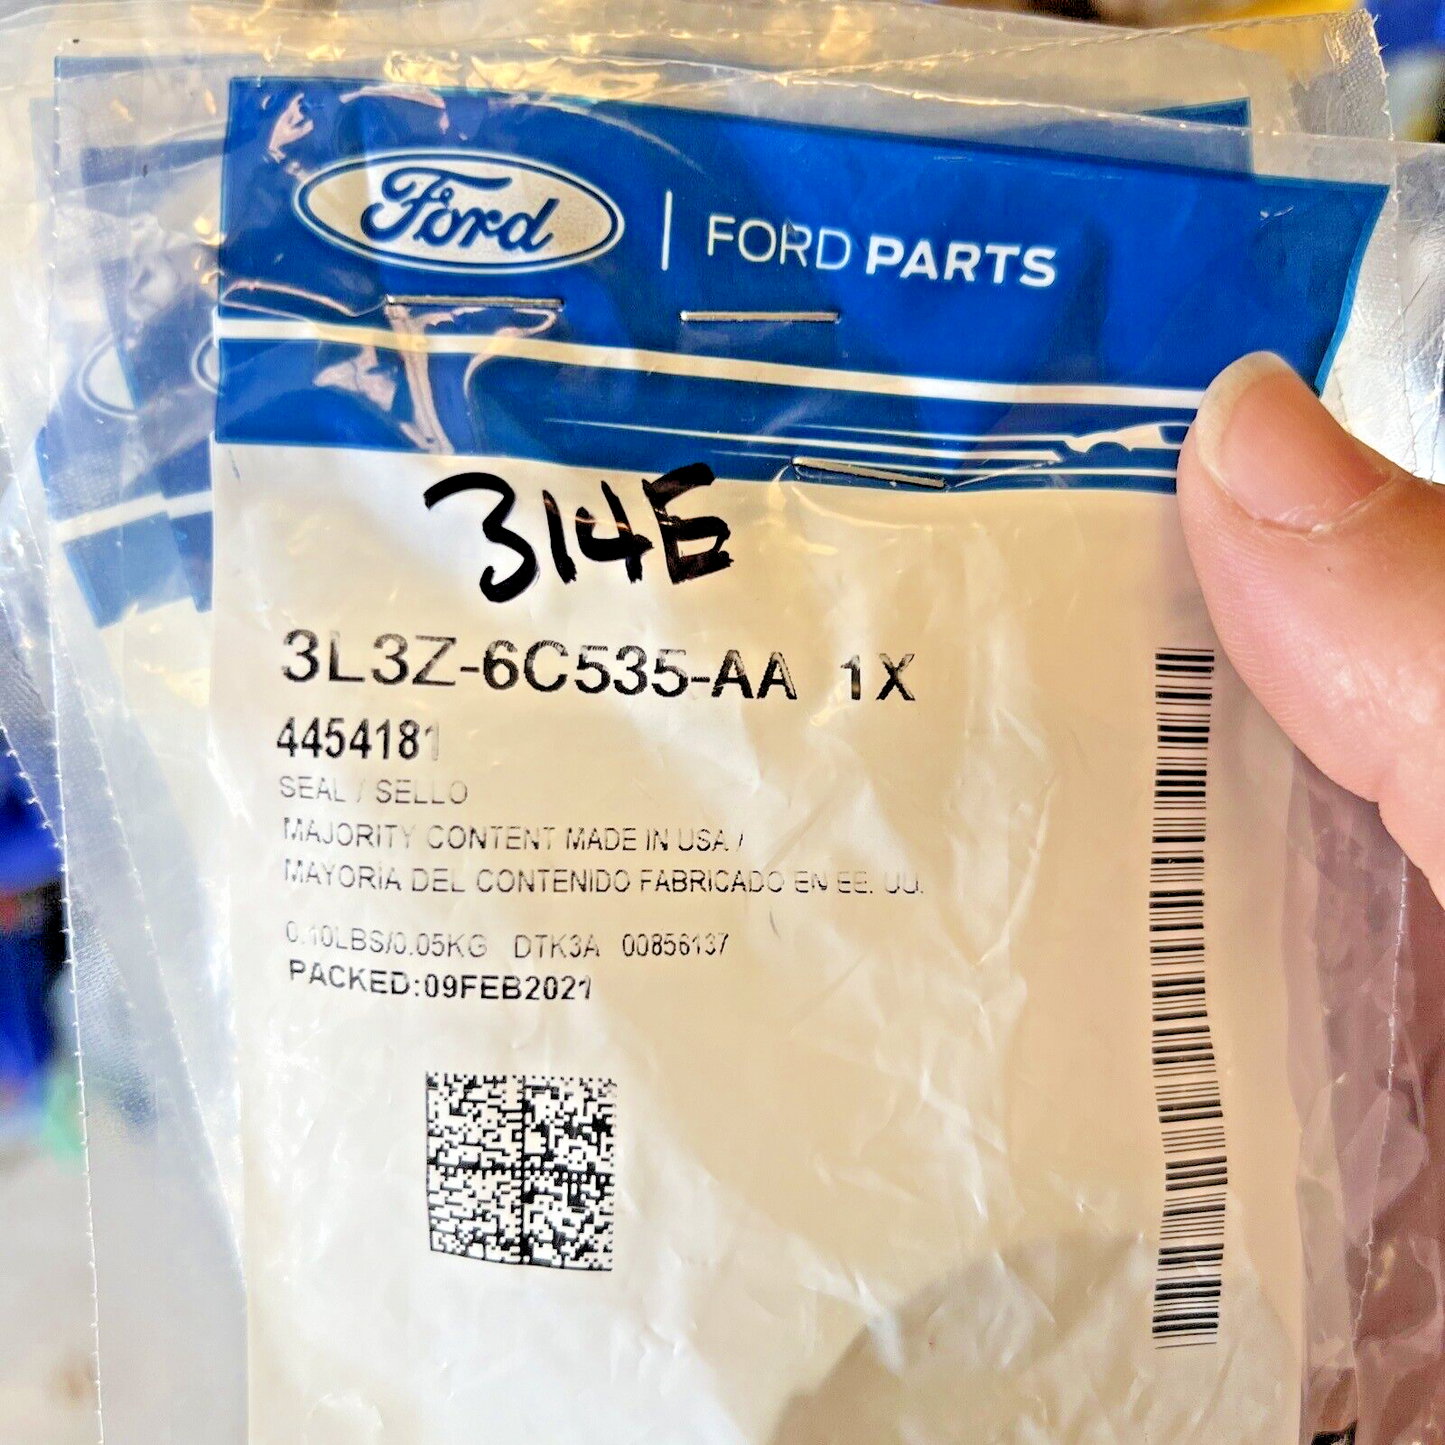 Ford | FORD PARTS
314E
3L3Z-6C535-AA 1X
4454181
SEAL / SELLO
MAJORITY CONTENT MADE IN USA /
MAYORÍA DEL CONTENIDO FABRICADO EN EE. UU.
0.10LBS/0.05KG DTK3A 00856137
PACKED:09FEB2021